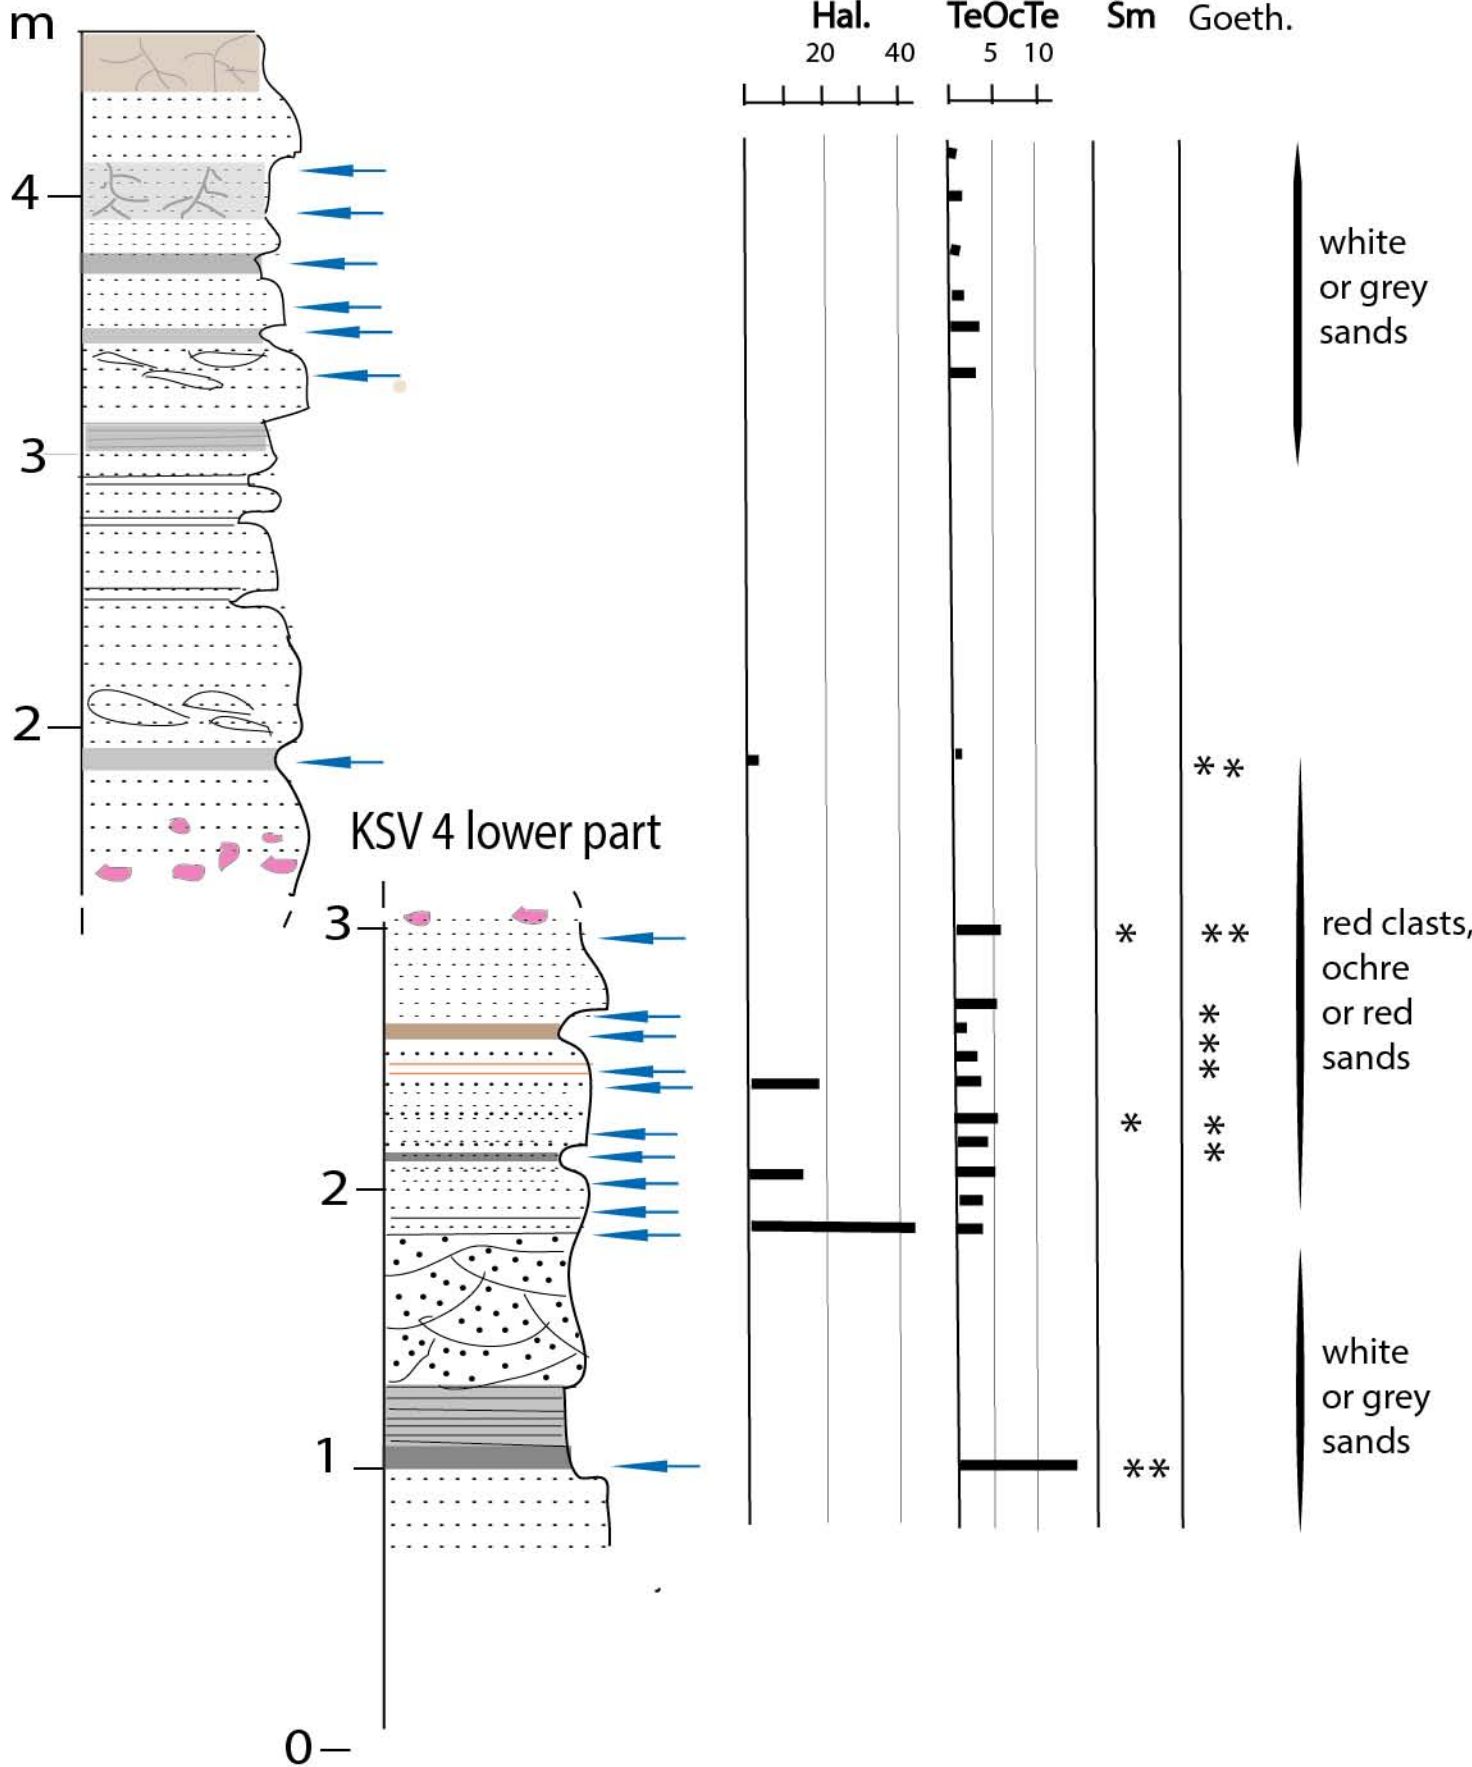 m
Hal.
TeOcTe
Sm
Goeth.
20
40
5
10
4
white
or grey
sands
3
2
* *
KSV 4 lower part
3
*
* *
red clasts,
ochre
or red
sands
*
*
*
*
*
*
2
white
or grey
sands
1
* *
0